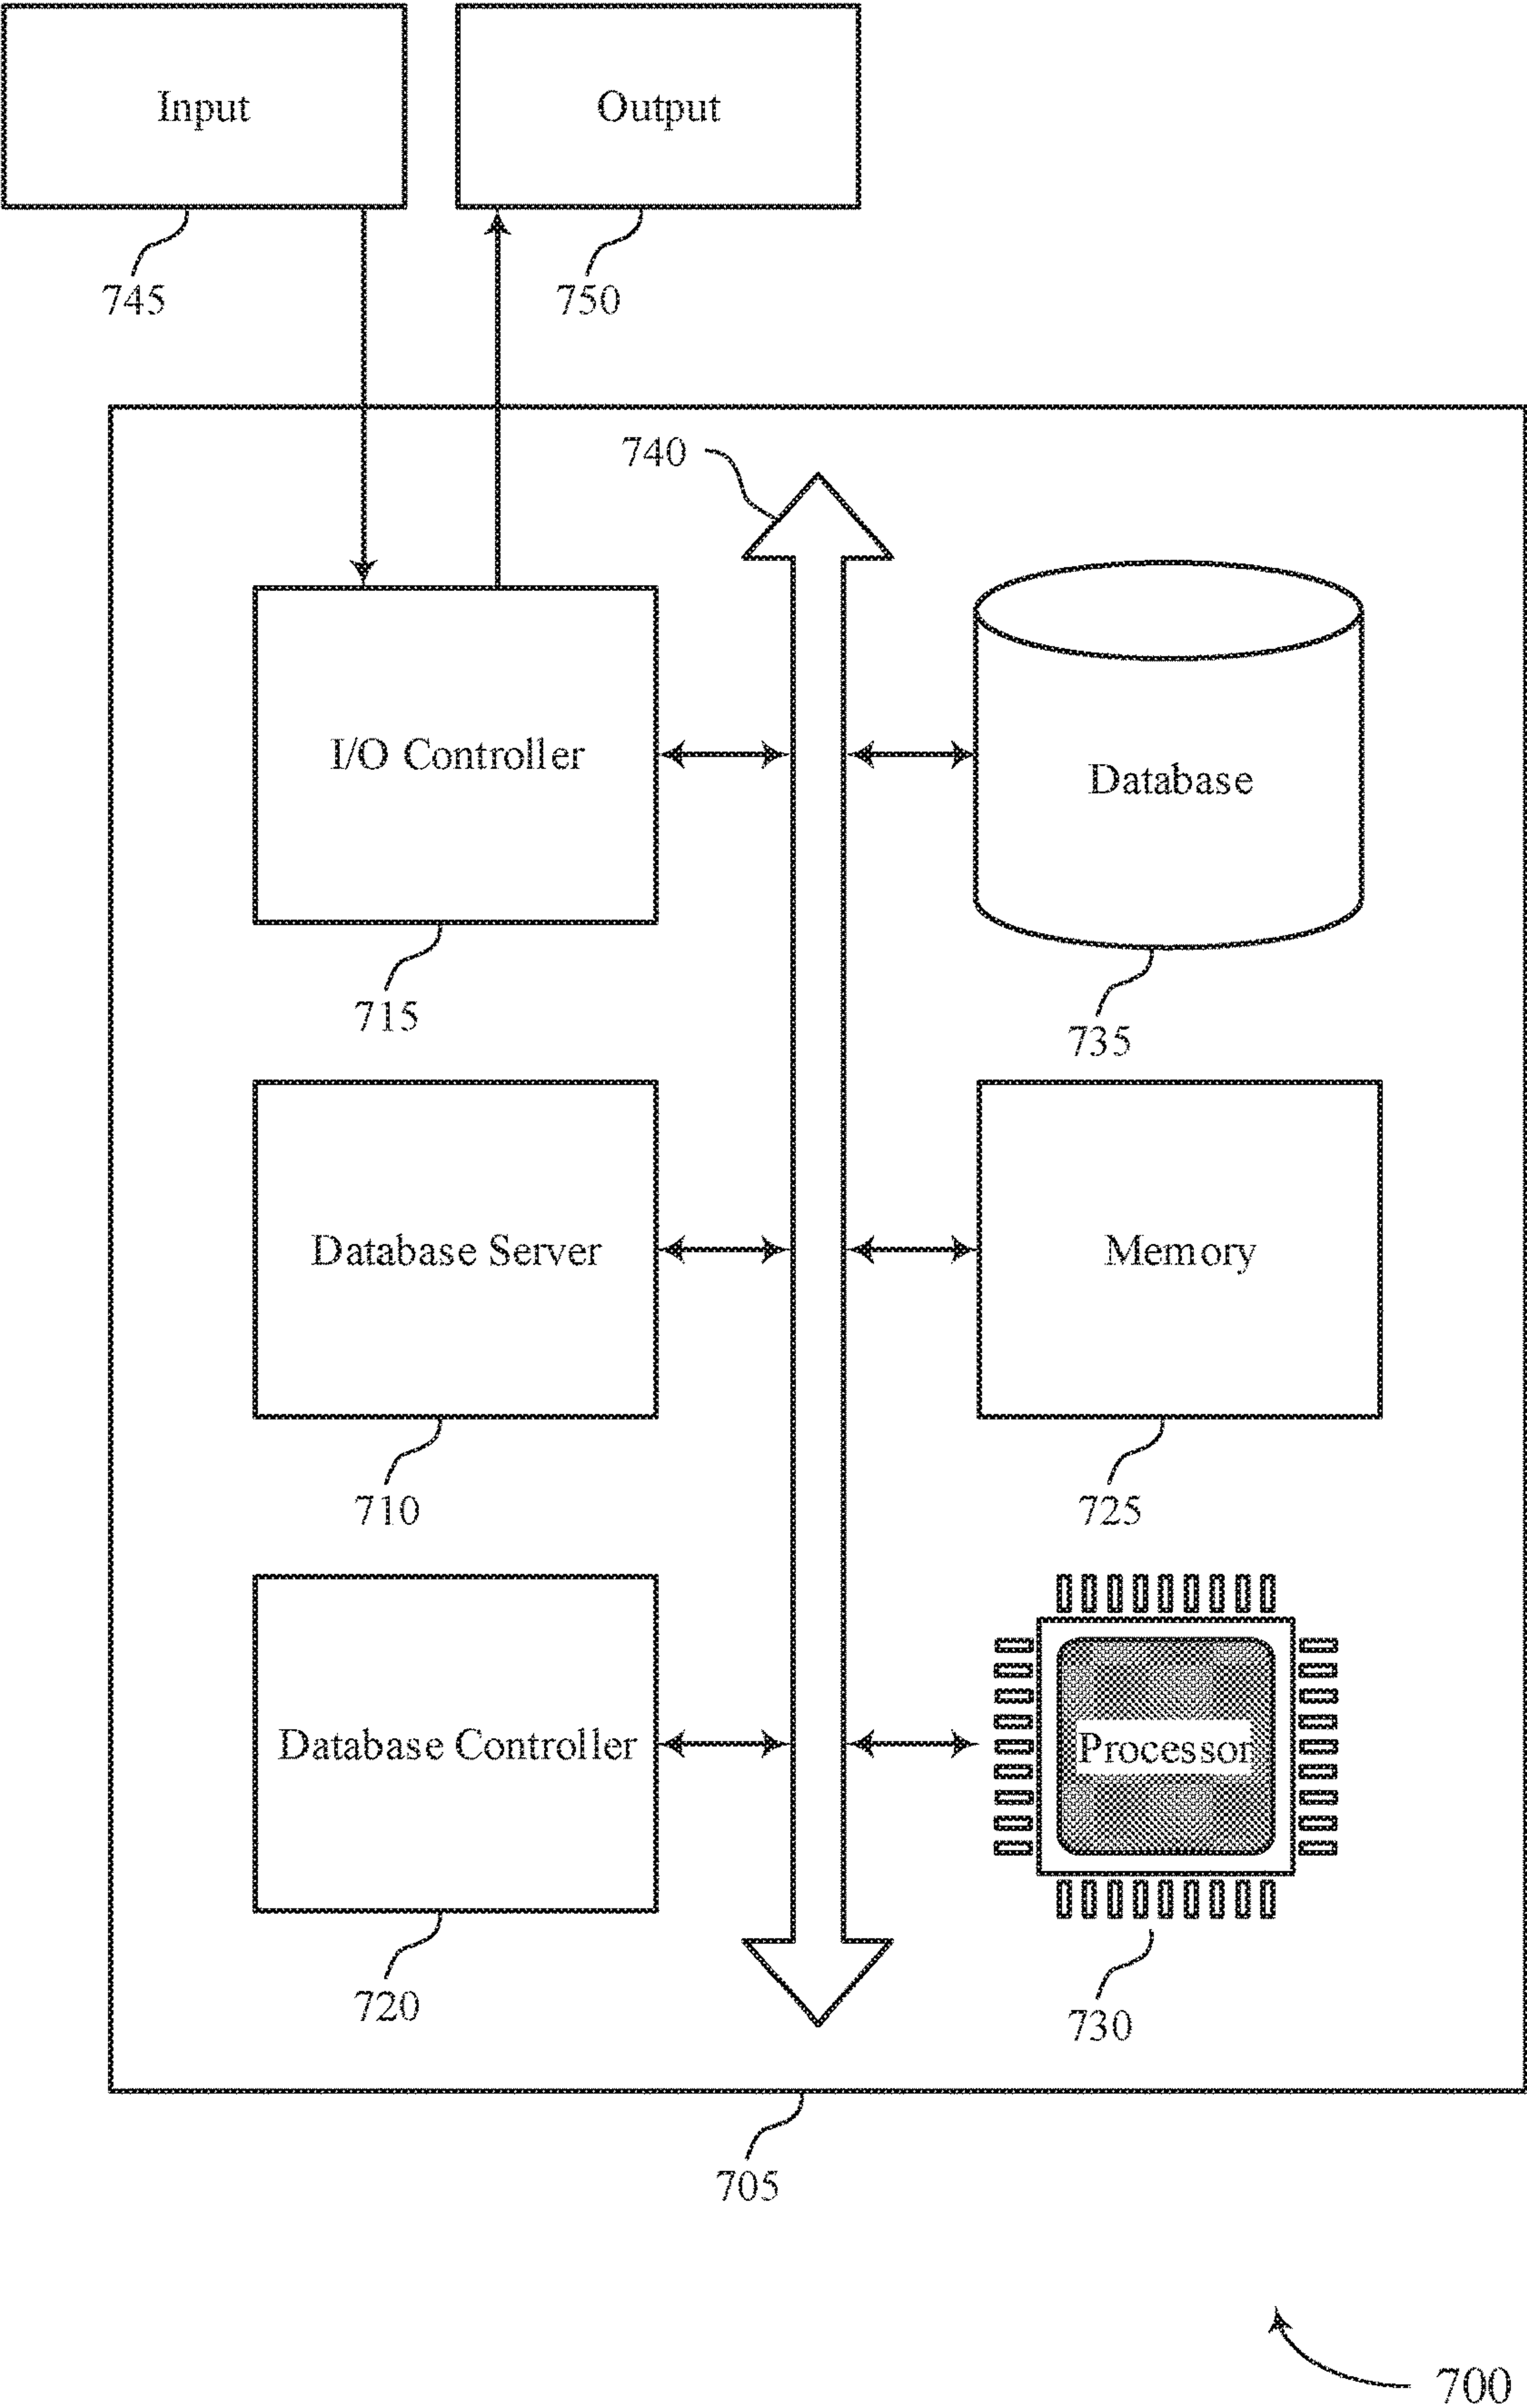 Input
Output
745
750
740
I/O Controller
Database
715
735
Database Server
Memory
710
725
Database Controller
Processor
720
730
705
700